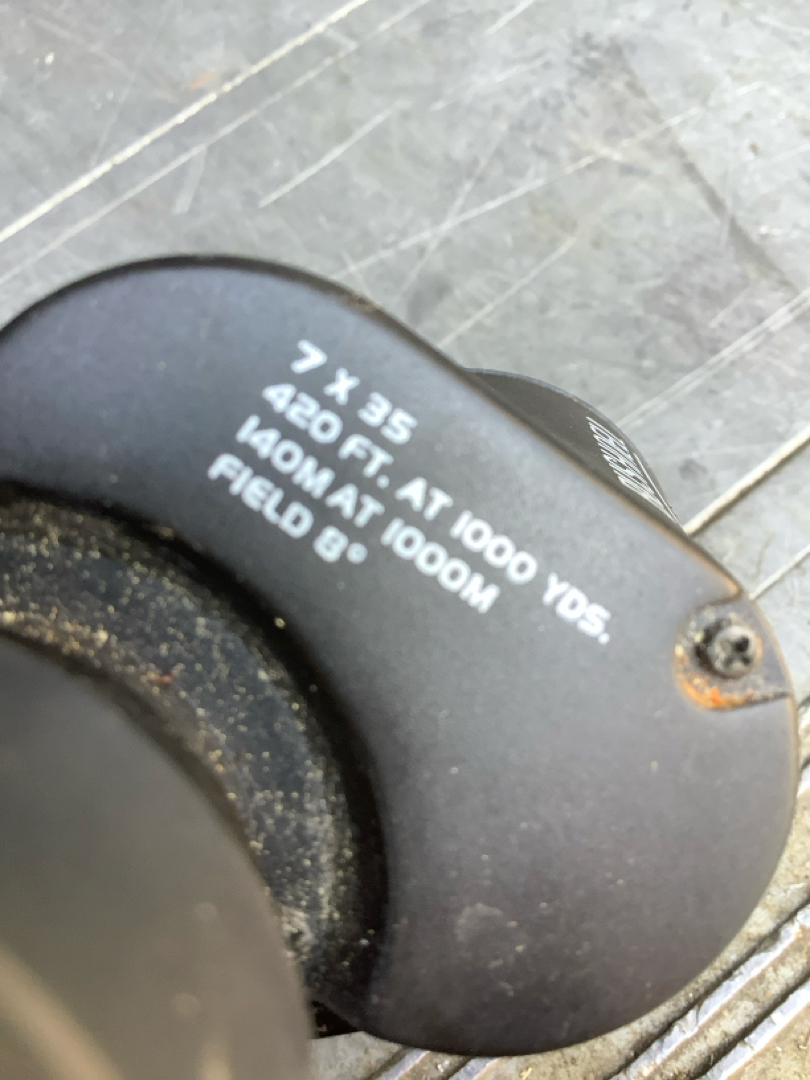 7 X 35
420 FT. AT 1000 YDS.
140M AT 1000M
FIELD 8°